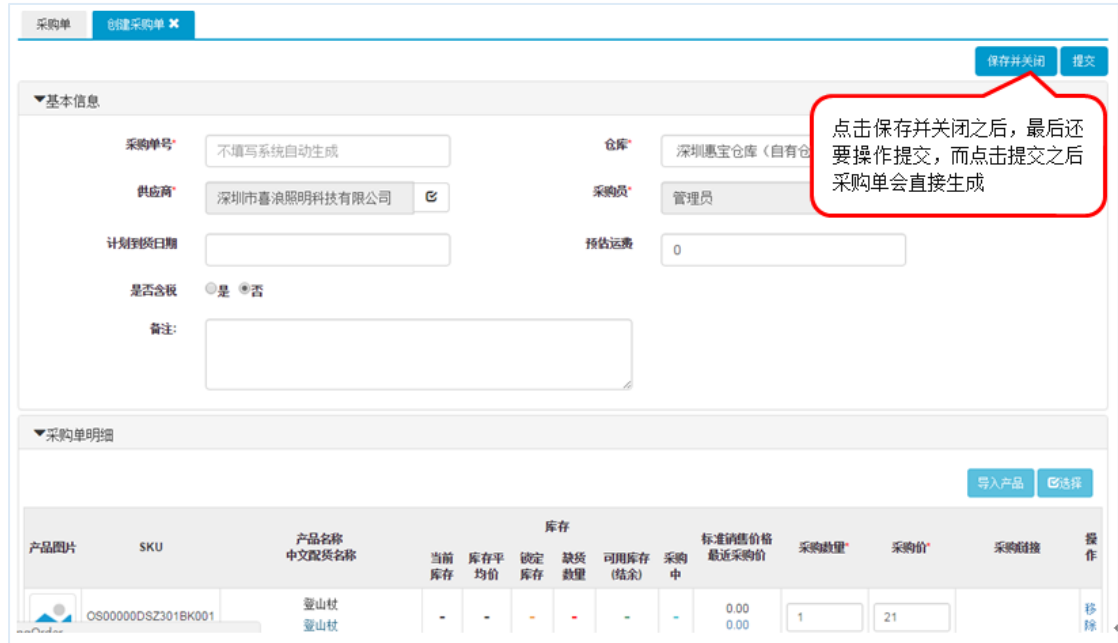 采购单
创建采购单 ✖
保存并关闭 提交
基本信息
采购单号* 不填写系统自动生成 仓库* 深圳惠宝仓库（自有仓
点击保存并关闭之后，最后还
要操作提交，而点击提交之后
采购单会直接生成
供应商* 深圳市喜浪照明科技有限公司 采购员* 管理员
计划到货日期 预估运费 0
是否含税 是 否
备注:
采购单明细
导入产品 选择
产品图片 SKU 产品名称
中文配货名称
库存
当前
库存
库存平
均价
锁定
库存
缺货
数量
可用库存
(结余)
采购
中
标准销售价格
最近采购价
采购数量* 采购价* 采购链接 操
作
OS00000DSZ301BK001 登山杖
登山杖
- - - - - -
0.00
0.00
1 21 移
除